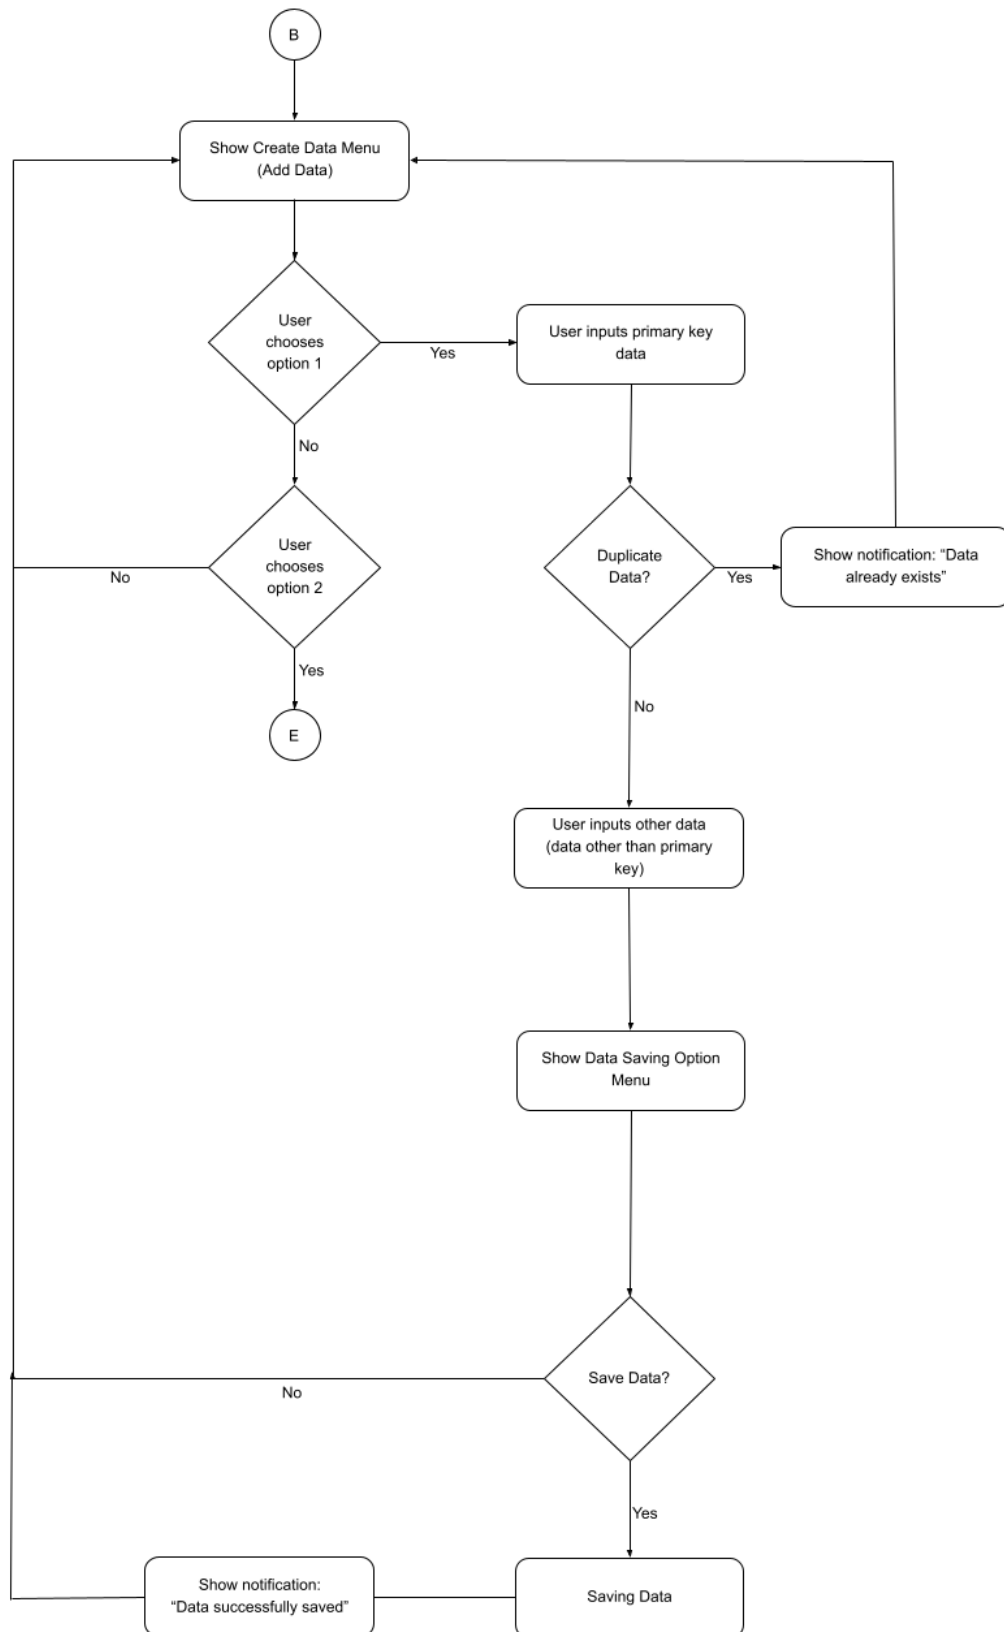 B
Show Create Data Menu
(Add Data)
User
chooses
option 1
Yes
User inputs primary key
data
No
User
chooses
option 2
No
Yes
E
Duplicate
Data?
Yes
Show notification: “Data
already exists”
No
User inputs other data
(data other than primary
key)
Show Data Saving Option
Menu
Save Data?
No
Yes
Saving Data
Show notification:
“Data successfully saved”